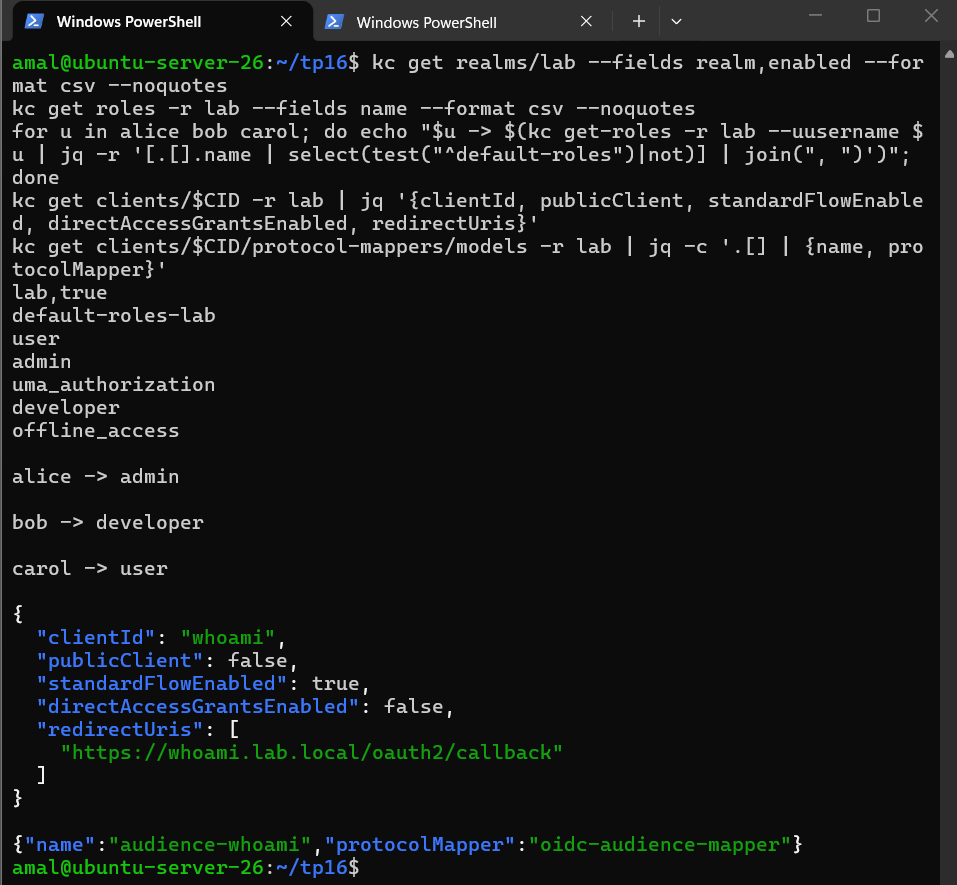 Windows PowerShell
Windows PowerShell
amal@ubuntu-server-26:~/tp16$ kc get realms/lab --fields realm,enabled --for
mat csv --noquotes
kc get roles -r lab --fields name --format csv --noquotes
for u in alice bob carol; do echo "$u -> $(kc get-roles -r lab --uusername $
u | jq -r '[.[].name | select(test("^default-roles")|not)] | join(", ")')";
done
kc get clients/$CID -r lab | jq '{clientId, publicClient, standardFlowEnable
d, directAccessGrantsEnabled, redirectUris}'
kc get clients/$CID/protocol-mappers/models -r lab | jq -c '.[] | {name, pro
tocolMapper}'
lab,true
default-roles-lab
user
admin
uma_authorization
developer
offline_access
alice -> admin
bob -> developer
carol -> user
{
  "clientId": "whoami",
  "publicClient": false,
  "standardFlowEnabled": true,
  "directAccessGrantsEnabled": false,
  "redirectUris": [
    "https://whoami.lab.local/oauth2/callback"
  ]
}
{"name":"audience-whoami","protocolMapper":"oidc-audience-mapper"}
amal@ubuntu-server-26:~/tp16$